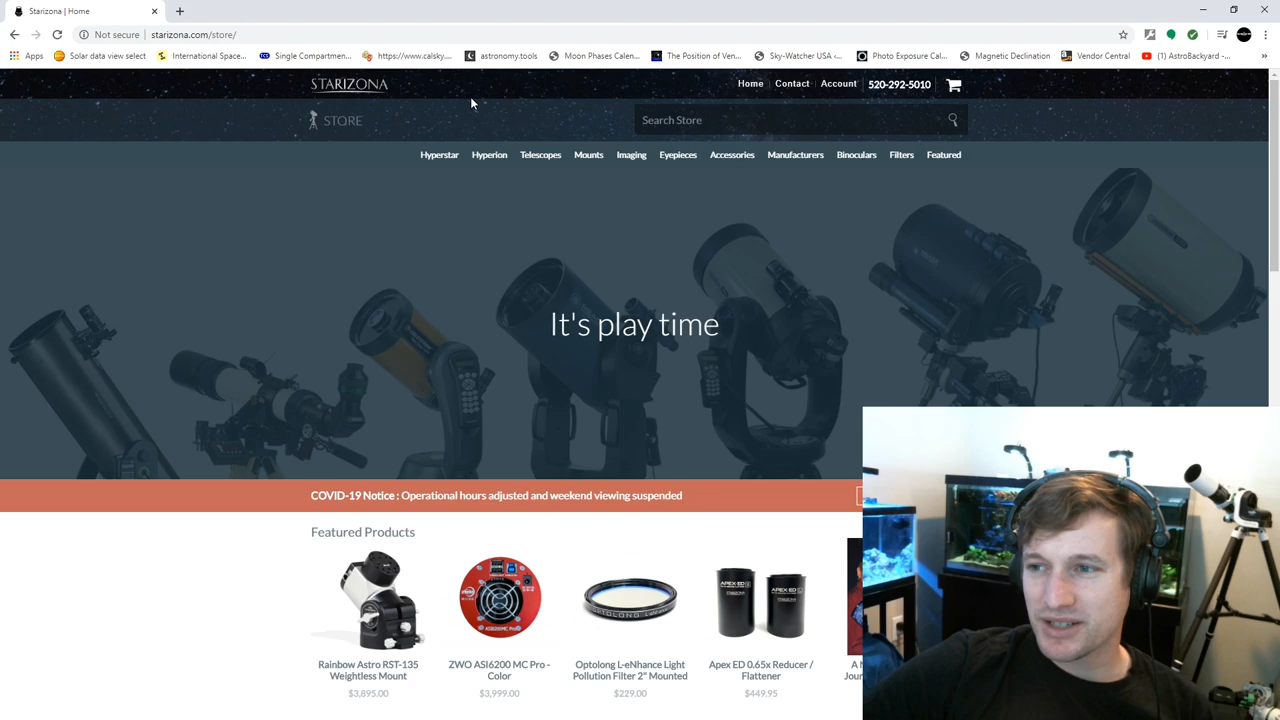 Starizona | Home
Not secure | starizona.com/store/
Apps
Solar data view select
International Space...
Single Compartmen...
https://www.calsky...
astronomy.tools
Moon Phases Calen...
The Position of Ven...
Sky-Watcher USA ‹...
Photo Exposure Cal...
Magnetic Declination
Vendor Central
(1) AstroBackyard -...
STARIZONA
Home
Contact
Account
520-292-5010
STORE
Search Store
Hyperstar
Hyperion
Telescopes
Mounts
Imaging
Eyepieces
Accessories
Manufacturers
Binoculars
Filters
Featured
It's play time
COVID-19 Notice : Operational hours adjusted and weekend viewing suspended
Featured Products
OPTOLONG
APEX-ED
Rainbow Astro RST-135
Weightless Mount
$3,895.00
ZWO ASI6200 MC Pro -
Color
$3,999.00
Optolong L-eNhance Light
Pollution Filter 2" Mounted
$229.00
Apex ED 0.65x Reducer /
Flattener
$449.95